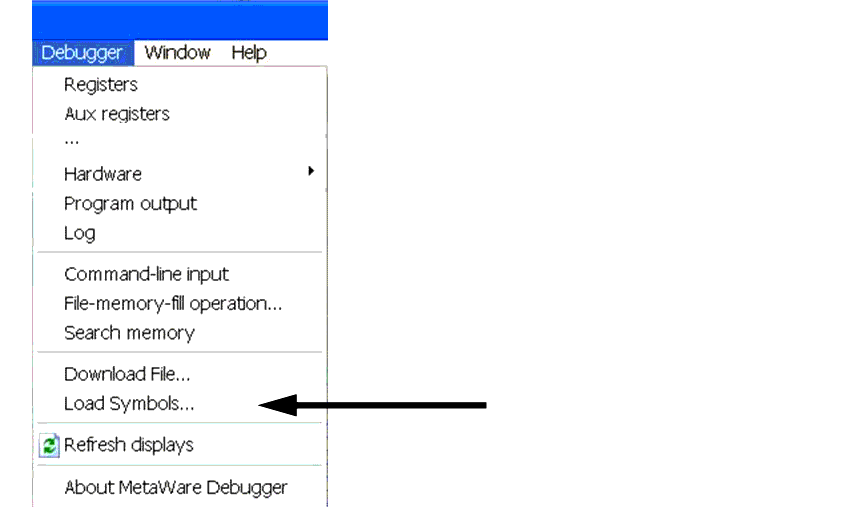 Debugger Window Help
Registers
Aux registers
...
Hardware
Program output
Log
Command-line input
File-memory-fill operation...
Search memory
Download File...
Load Symbols...
Refresh displays
About MetaWare Debugger